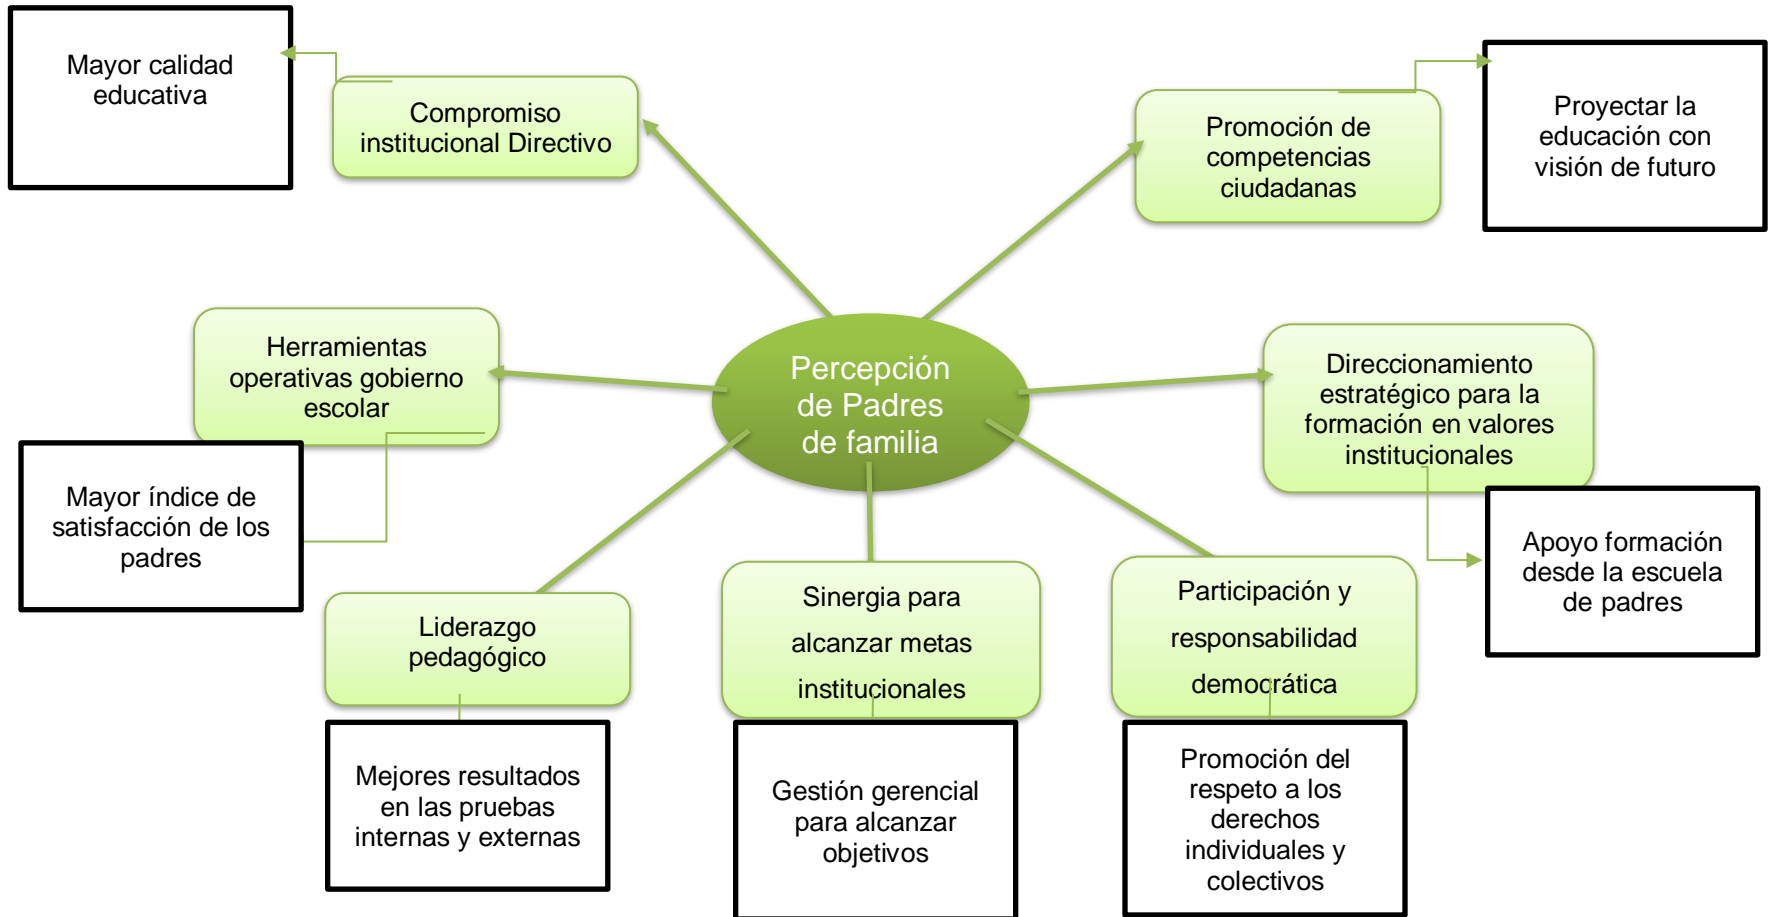 Mayor calidad
educativa
Compromiso
institucional Directivo
Promoción de
competencias
ciudadanas
Proyectar la
educación con
visión de futuro
Herramientas
operativas gobierno
escolar
Percepción
de Padres
de familia
Direccionamiento
estratégico para la
formación en valores
institucionales
Mayor índice de
satisfacción de los
padres
Apoyo formación
desde la escuela
de padres
Liderazgo
pedagógico
Sinergia para
alcanzar metas
institucionales
Participación y
responsabilidad
democrática
Mejores resultados
en las pruebas
internas y externas
Gestión gerencial
para alcanzar
objetivos
Promoción del
respeto a los
derechos
individuales y
colectivos